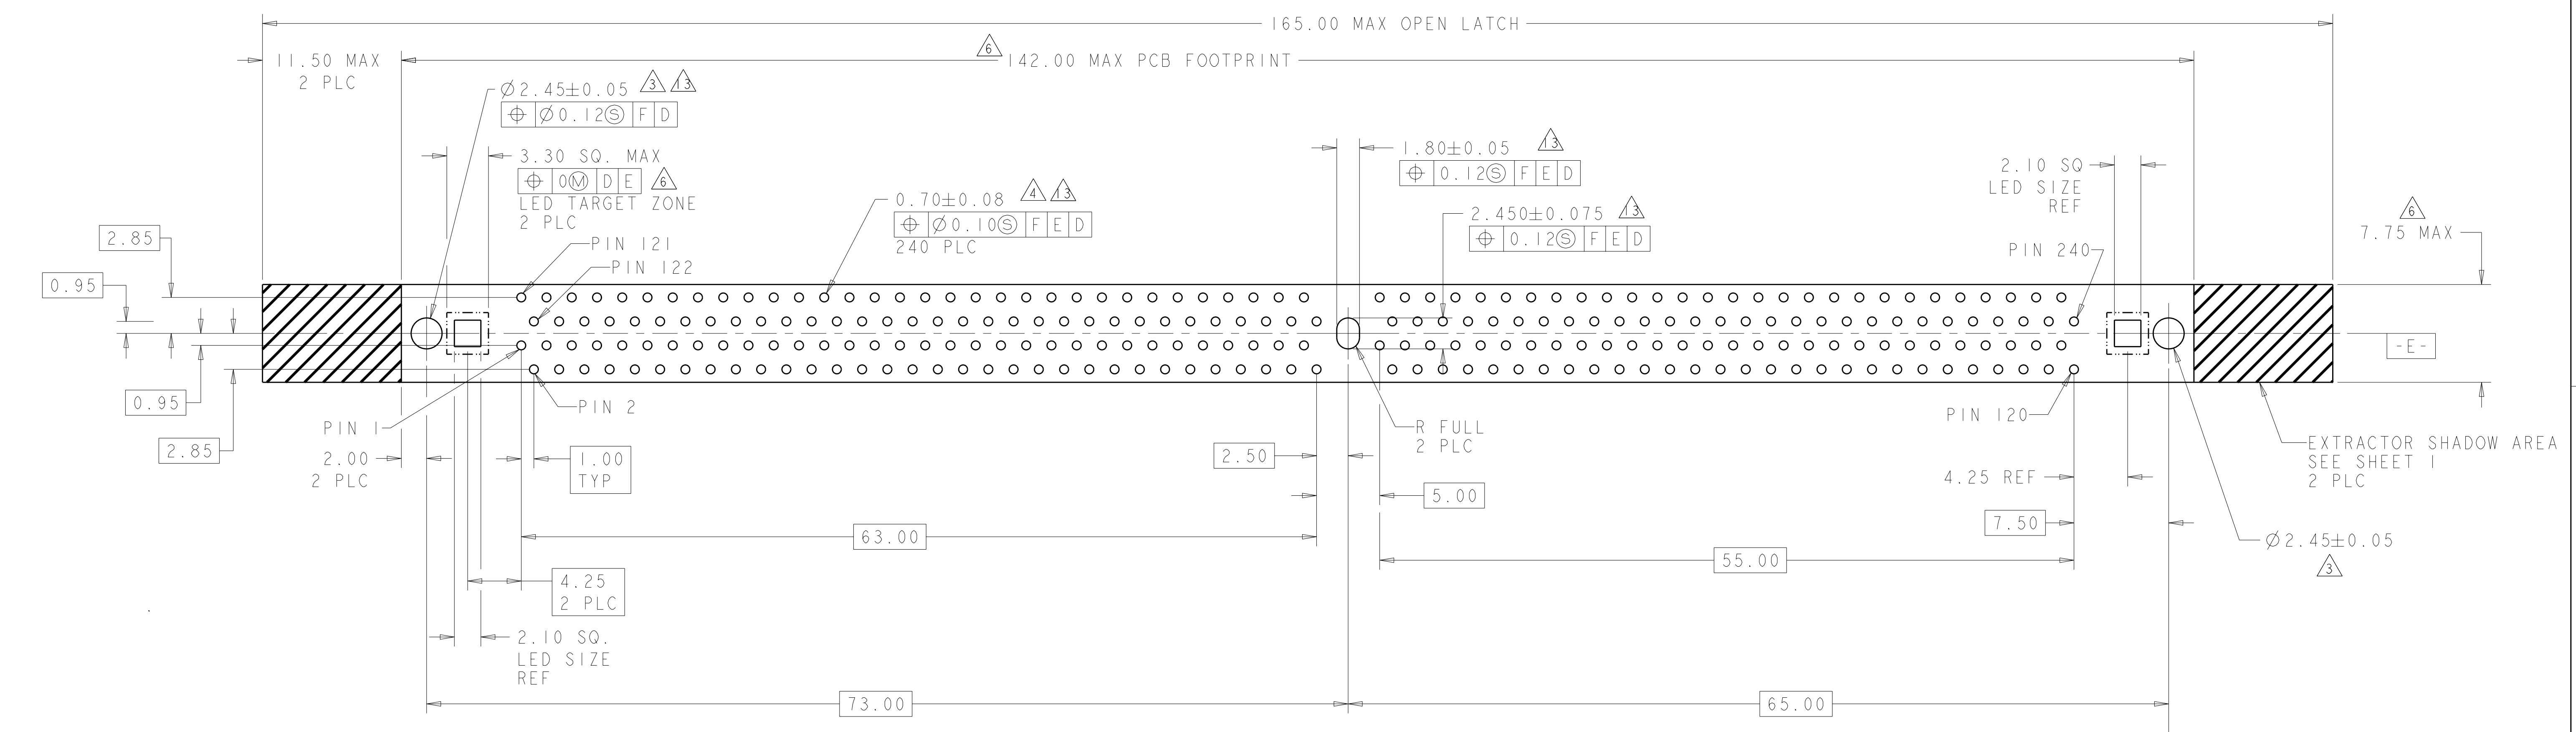 165.00 MAX OPEN LATCH
11.50 MAX
2 PLC
6
142.00 MAX PCB FOOTPRINT
Ø2.45±0.05 3 13
⌖ Ø0.12Ⓢ F D
3.30 SQ. MAX
⌖ 0Ⓜ D E 6
LED TARGET ZONE
2 PLC
0.70±0.08 4 13
⌖ Ø0.10Ⓢ F E D
240 PLC
1.80±0.05 13
⌖ 0.12Ⓢ F E D
2.450±0.075 13
⌖ 0.12Ⓢ F E D
2.10 SQ
LED SIZE
REF
6
7.75 MAX
2.85
PIN 121
PIN 122
PIN 240
0.95
-E-
0.95
PIN 2
PIN 1
2.85
2.00
2 PLC
1.00
TYP
2.50
R FULL
2 PLC
PIN 120
EXTRACTOR SHADOW AREA
SEE SHEET 1
2 PLC
4.25 REF
5.00
7.50
63.00
55.00
Ø2.45±0.05
3
4.25
2 PLC
2.10 SQ.
LED SIZE
REF
73.00
65.00